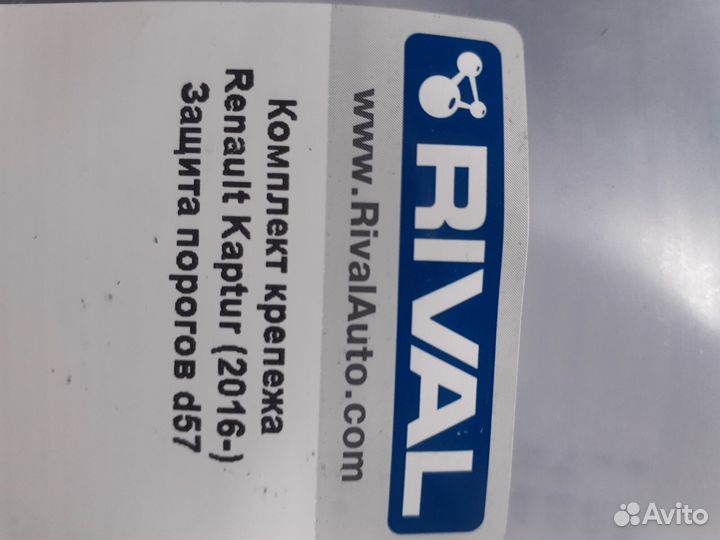 RIVAL
www.RivalAuto.com
Комплект крепежа
Renault Kaptur (2016-)
Защита порогов d57
Avito